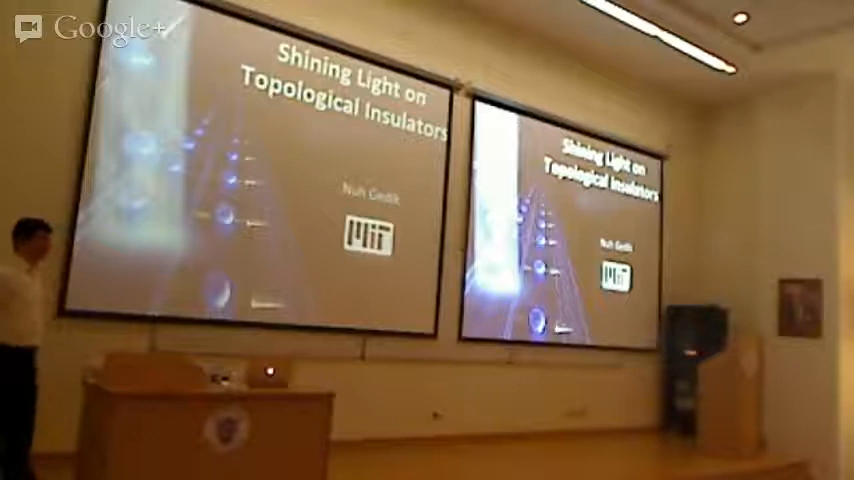 Google+
Shining Light on
Topological Insulators
Nuh Gedik
MIT
Shining Light on
Topological Insulators
Nuh Gedik
MIT